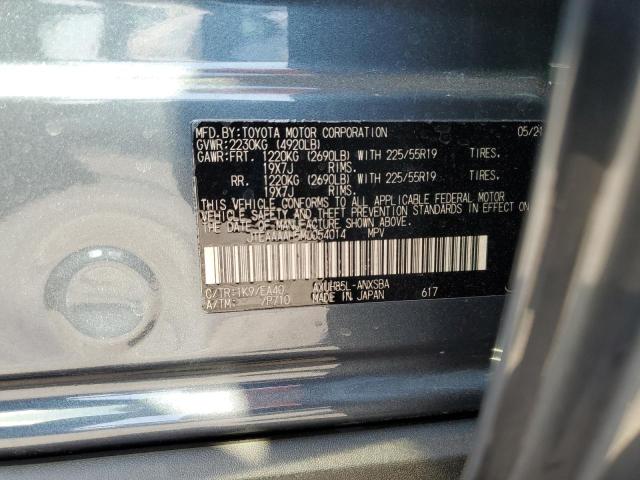 MFD. BY: TOYOTA MOTOR CORPORATION 05/21
GVWR: 2230KG (4920LB)
GAWR: FRT. 1220KG (2690LB) WITH 225/55R19 TIRES.
19X7J RIMS.
RR. 1220KG (2690LB) WITH 225/55R19 TIRES.
19X7J RIMS.
THIS VEHICLE CONFORMS TO ALL APPLICABLE FEDERAL MOTOR
VEHICLE SAFETY AND THEFT PREVENTION STANDARDS IN EFFECT ON
THE DATE OF MANUFACTURE SHOWN ABOVE.
MPV
C/TR: 1K9/EA40 AXUH85L-ANXSBA
A/TM: /P710 MADE IN JAPAN 617